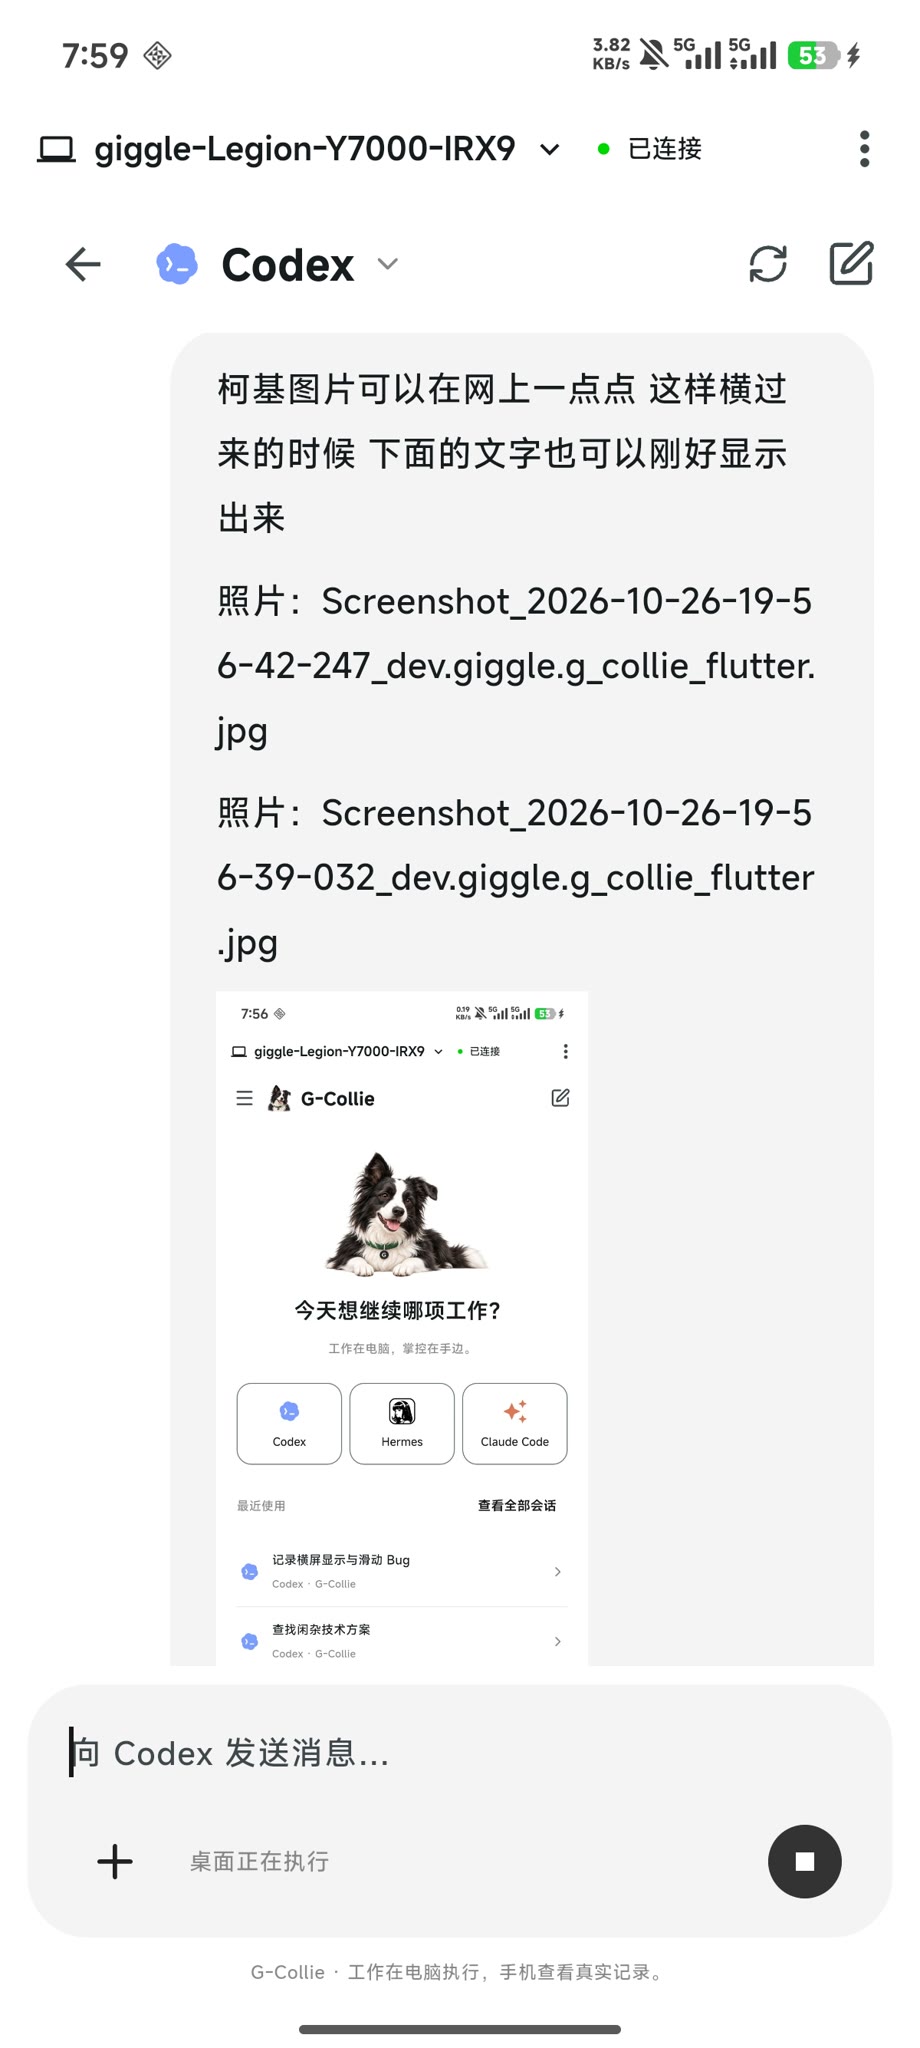 7:59
3.82 KB/s 5G 5G 53
giggle-Legion-Y7000-IRX9 已连接
Codex
柯基图片可以在网上一点点 这样横过
来的时候 下面的文字也可以刚好显示
出来
照片：Screenshot_2026-10-26-19-5
6-42-247_dev.giggle.g_collie_flutter.
jpg
照片：Screenshot_2026-10-26-19-5
6-39-032_dev.giggle.g_collie_flutter
.jpg
7:56
0.19 KB/s 5G 5G 53
giggle-Legion-Y7000-IRX9 已连接
G-Collie
今天想继续哪项工作？
工作在电脑，掌控在手边。
Codex Hermes Claude Code
最近使用 查看全部会话
记录横屏显示与滑动 Bug
Codex · G-Collie
查找闲杂技术方案
Codex · G-Collie
向 Codex 发送消息...
桌面正在执行
G-Collie · 工作在电脑执行，手机查看真实记录。